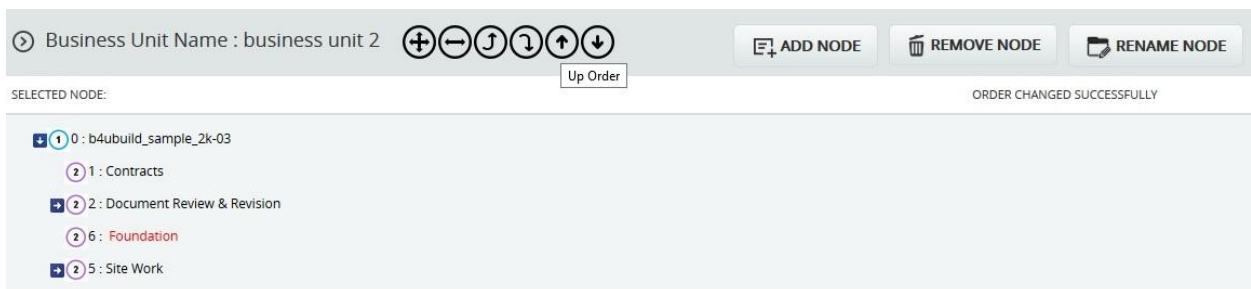 Business Unit Name : business unit 2
ADD NODE
REMOVE NODE
RENAME NODE
Up Order
SELECTED NODE:
ORDER CHANGED SUCCESSFULLY
1 0 : b4ubuild_sample_2k-03
2 1 : Contracts
2 2 : Document Review & Revision
2 6 : Foundation
2 5 : Site Work